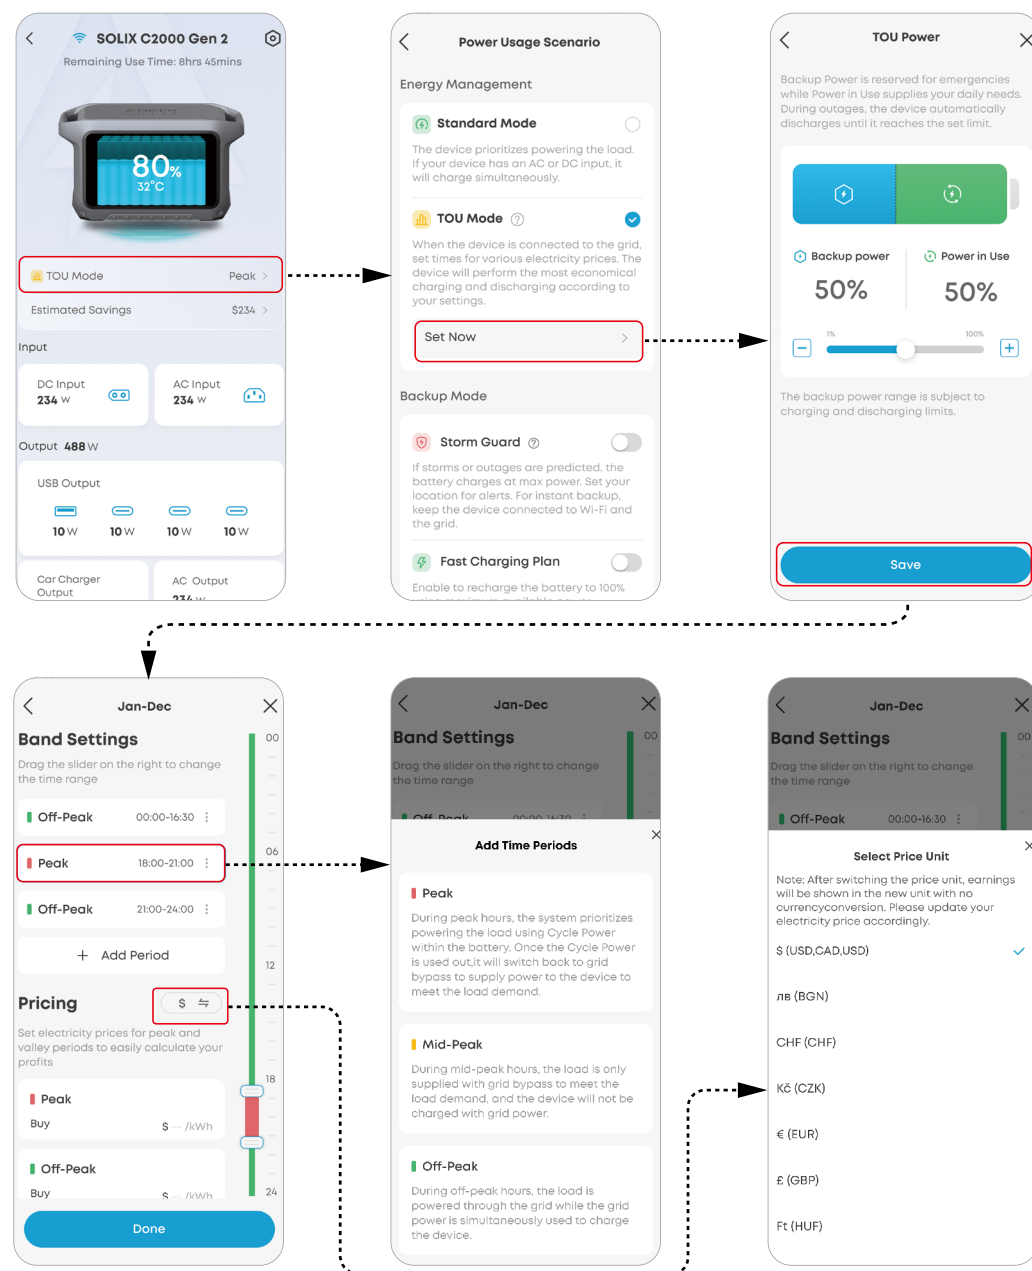 SOLIX C2000 Gen 2
Remaining Use Time: 8hrs 45mins
ANKER
80%
32°C
TOU Mode
Peak
Estimated Savings
$234
Input
DC Input
234 W
AC Input
234 W
Output 488 W
USB Output
10 W
10 W
10 W
10 W
Car Charger
Output
AC Output
234 W
Power Usage Scenario
Energy Management
Standard Mode
The device prioritizes powering the load.
If your device has an AC or DC input, it
will charge simultaneously.
TOU Mode
When the device is connected to the grid,
set times for various electricity prices. The
device will perform the most economical
charging and discharging according to
your settings.
Set Now
Backup Mode
Storm Guard
If storms or outages are predicted, the
battery charges at max power. Set your
location for alerts. For instant backup,
keep the device connected to Wi-Fi and
the grid.
Fast Charging Plan
Enable to recharge the battery to 100%
TOU Power
Backup Power is reserved for emergencies
while Power in Use supplies your daily needs.
During outages, the device automatically
discharges until it reaches the set limit.
Backup power
50%
Power in Use
50%
1%
100%
The backup power range is subject to
charging and discharging limits.
Save
Jan-Dec
Band Settings
Drag the slider on the right to change
the time range
Off-Peak 00:00-16:30
Peak 18:00-21:00
Off-Peak 21:00-24:00
+ Add Period
Pricing
$
Set electricity prices for peak and
valley periods to easily calculate your
profits
Peak
Buy
$ -- /kWh
Off-Peak
Buy
$ -- /kWh
Done
00
06
12
18
24
Jan-Dec
Band Settings
00
Drag the slider on the right to change
the time range
Off-Peak 00:00-16:30
Add Time Periods
Peak
During peak hours, the system prioritizes
powering the load using Cycle Power
within the battery. Once the Cycle Power
is used out,it will switch back to grid
bypass to supply power to the device to
meet the load demand.
Mid-Peak
During mid-peak hours, the load is only
supplied with grid bypass to meet the
load demand, and the device will not be
charged with grid power.
Off-Peak
During off-peak hours, the load is
powered through the grid while the grid
power is simultaneously used to charge
the device.
Jan-Dec
Band Settings
00
Drag the slider on the right to change
the time range
Off-Peak 00:00-16:30
Select Price Unit
Note: After switching the price unit, earnings
will be shown in the new unit with no
currencyconversion. Please update your
electricity price accordingly.
$ (USD,CAD,USD)
лв (BGN)
CHF (CHF)
Kč (CZK)
€ (EUR)
£ (GBP)
Ft (HUF)